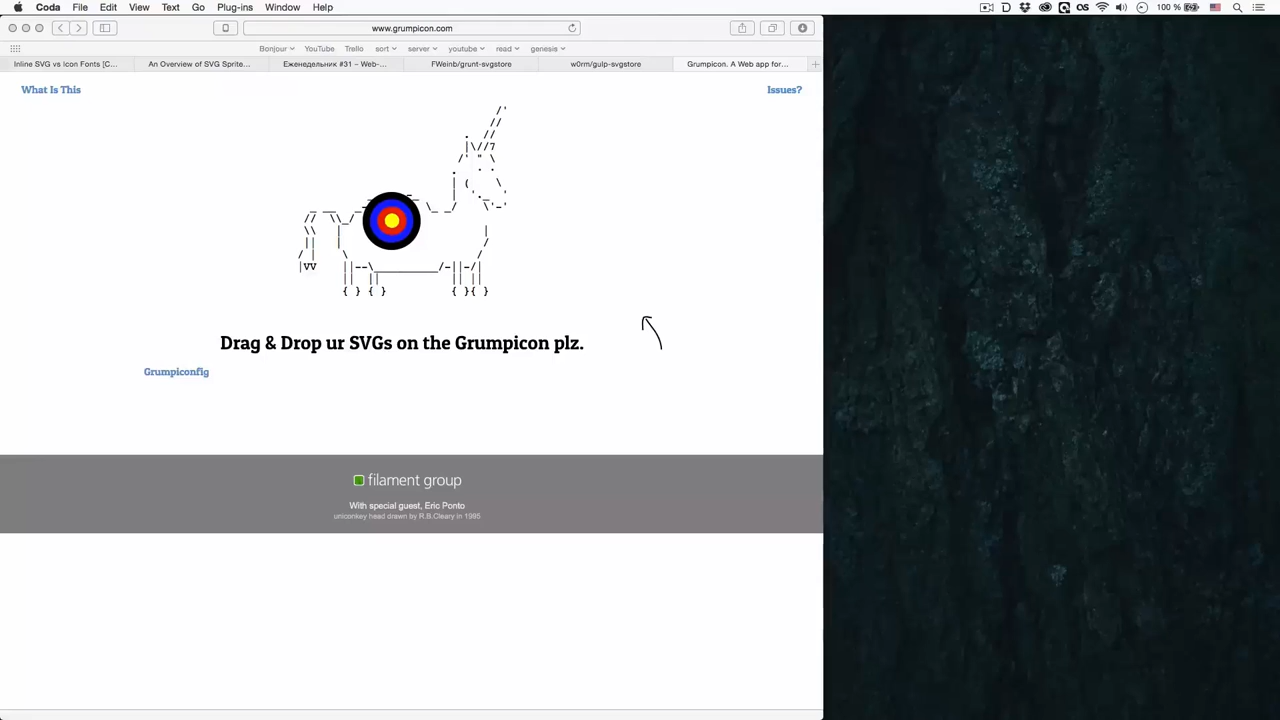 Coda File Edit View Text Go Plug-ins Window Help 100 %
www.grumpicon.com
Bonjour YouTube Trello sort server youtube read genesis
Inline SVG vs Icon Fonts [C... An Overview of SVG Sprite... Еженедельник #31 – Web-... FWeinb/grunt-svgstore w0rm/gulp-svgstore Grumpicon. A Web app for...
What Is This Issues?
Drag & Drop ur SVGs on the Grumpicon plz.
Grumpiconfig
filament group
With special guest, Eric Ponto
uniconkey head drawn by R.B.Cleary in 1995